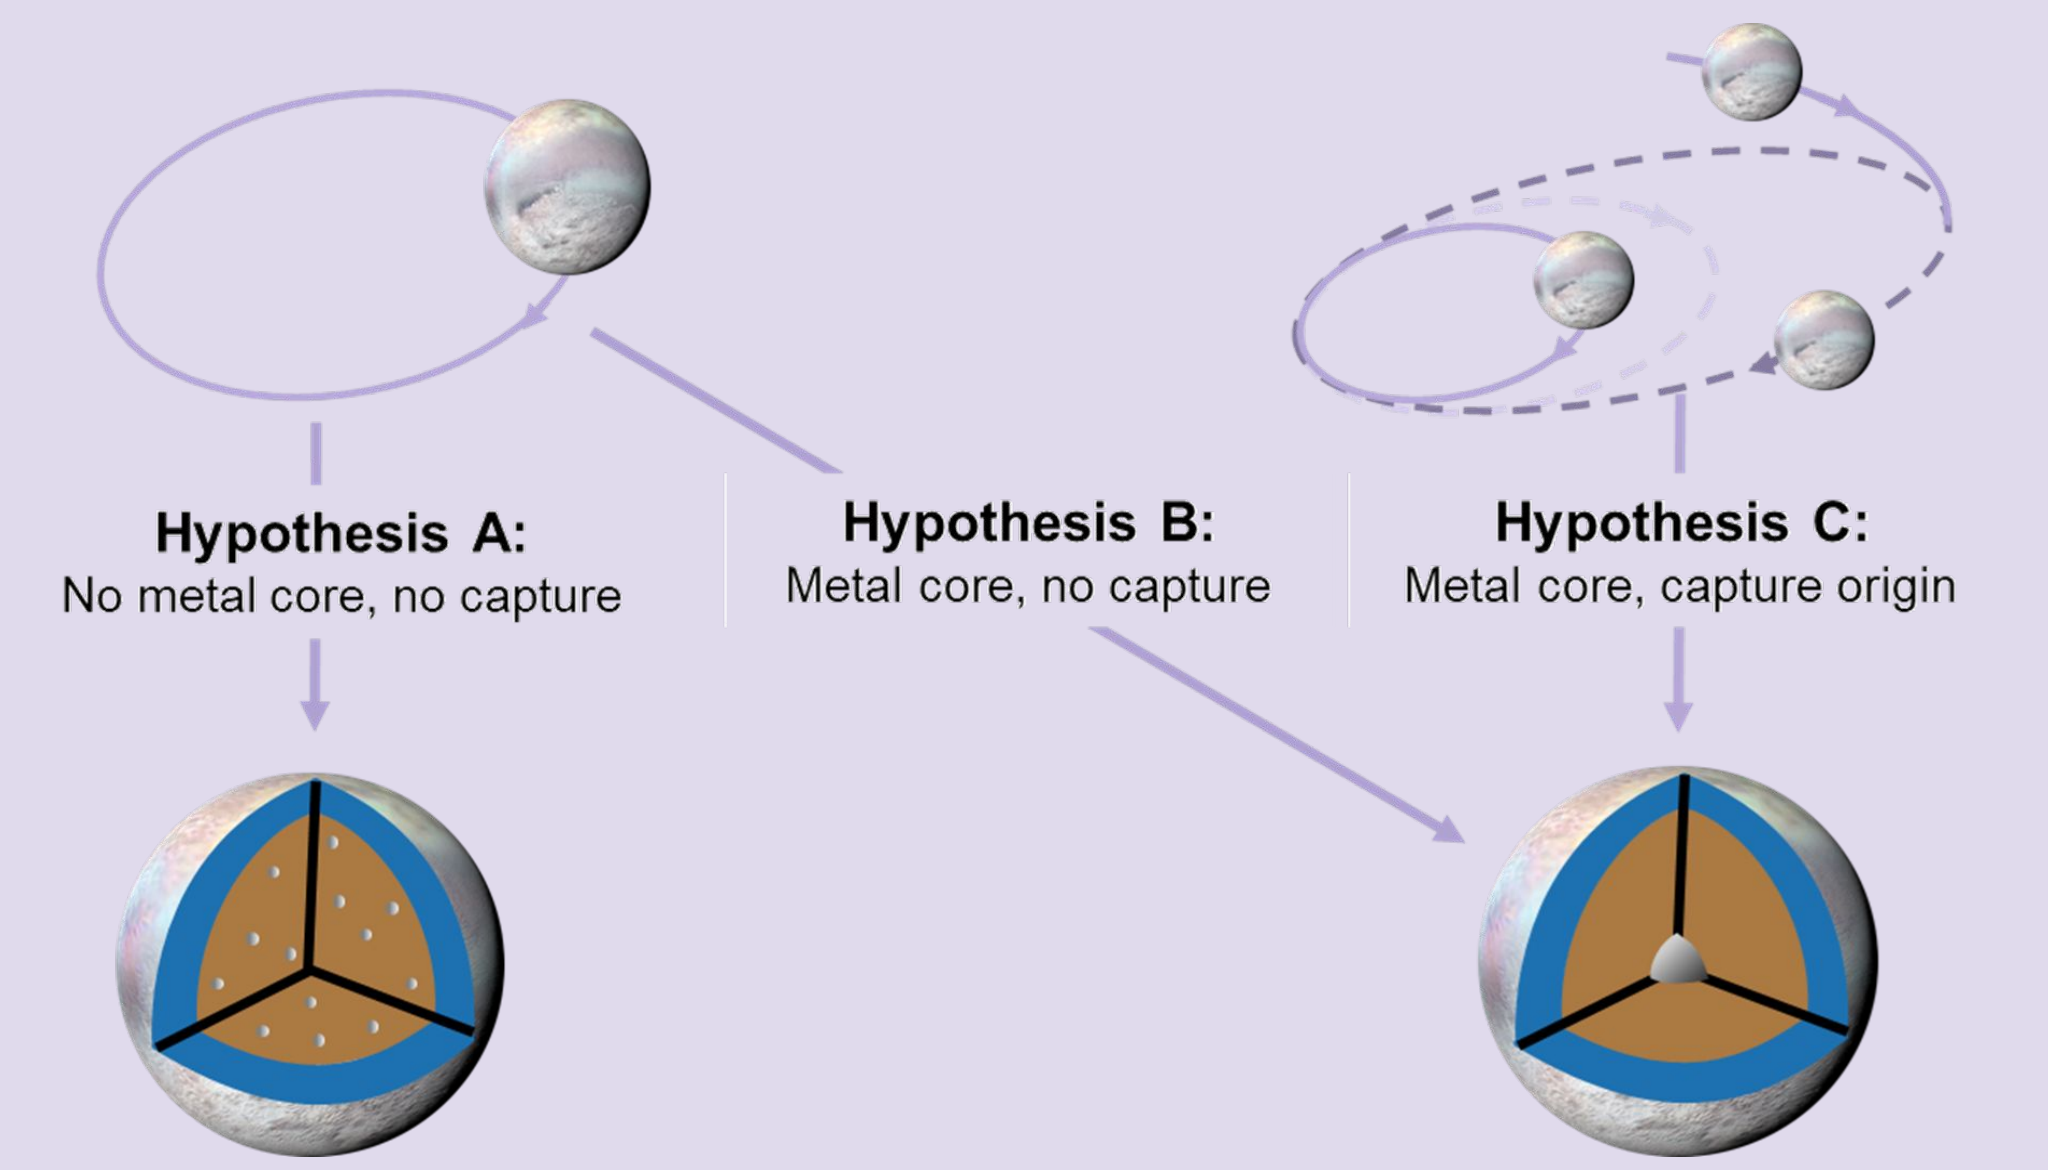 Hypothesis A:
No metal core, no capture
Hypothesis B:
Metal core, no capture
Hypothesis C:
Metal core, capture origin